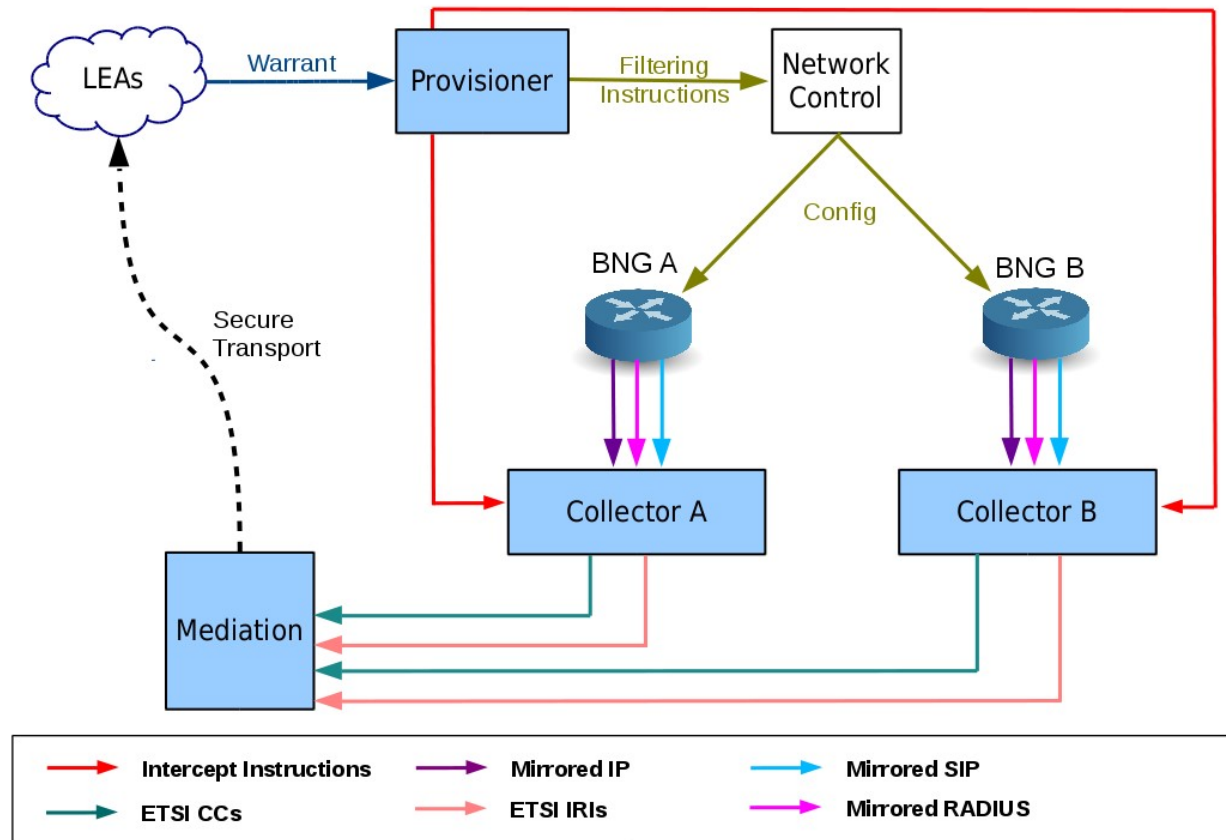 LEAs
Warrant
Provisioner
Filtering
Instructions
Network
Control
Config
BNG A
BNG B
Secure
Transport
Collector A
Collector B
Mediation
Intercept Instructions
Mirrored IP
Mirrored SIP
ETSI CCs
ETSI IRIs
Mirrored RADIUS